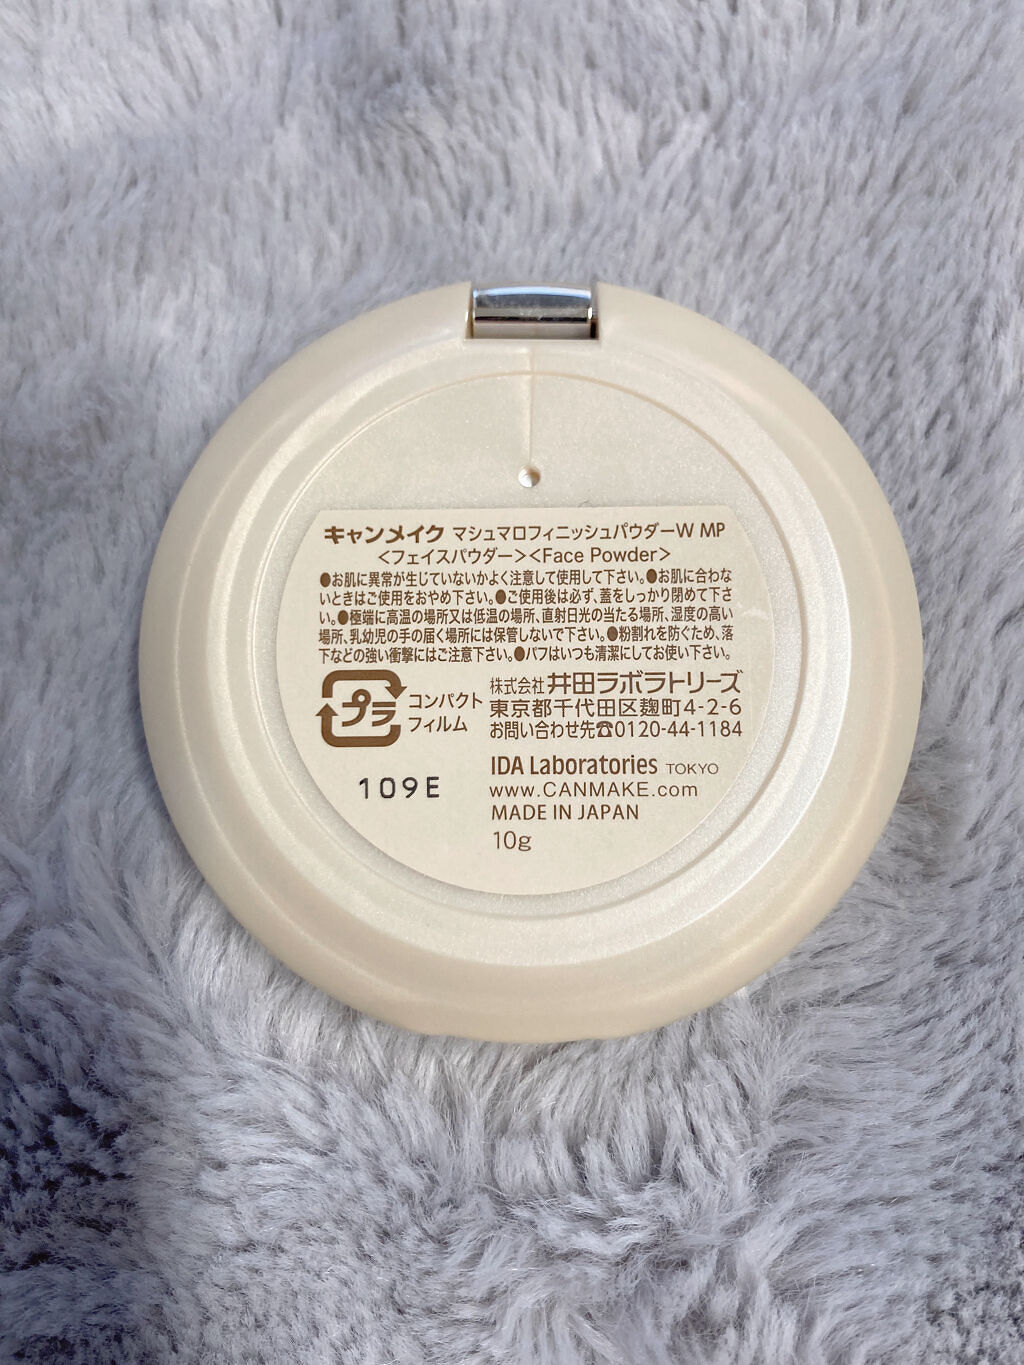 キャンメイク マシュマロフィニッシュパウダーW MP
<フェイスパウダー><Face Powder>
●お肌に異常が生じていないかよく注意して使用して下さい。●お肌に合わな
いときはご使用をおやめ下さい。●ご使用後は必ず、蓋をしっかり閉めて下さ
い。●極端に高温の場所又は低温の場所、直射日光の当たる場所、湿度の高い
場所、乳幼児の手の届く場所には保管しないで下さい。●粉割れを防ぐため、落
下などの強い衝撃にはご注意下さい。●パフはいつも清潔にしてお使い下さい。
プラ
コンパクト
フィルム
株式会社 井田ラボラトリーズ
東京都千代田区麹町4-2-6
お問い合わせ先☎0120-44-1184
109E
IDA Laboratories TOKYO
www.CANMAKE.com
MADE IN JAPAN
10g